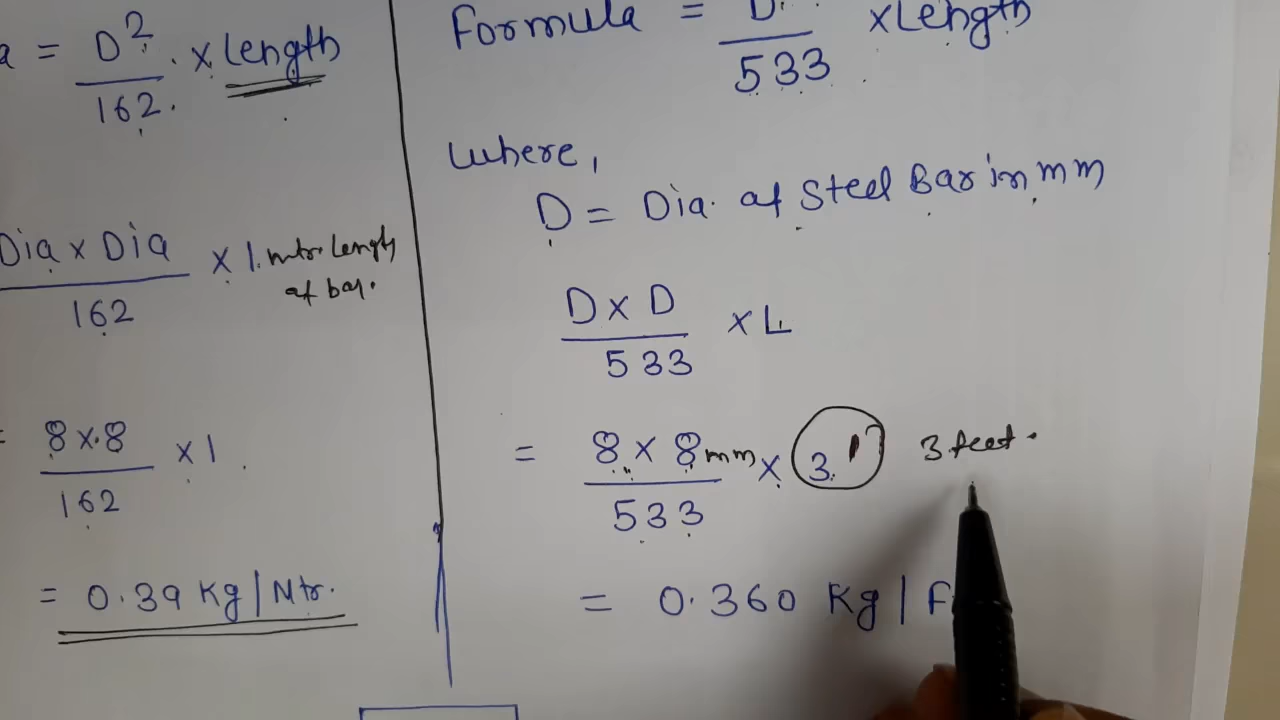 a = D² × Length
162.
Dia × Dia × 1. mtr. Length
162 of bar.
= 8 × 8 × 1.
162
= 0.39 Kg | Mtr.
Formula = × Length
533
Where,
D = Dia. of Steel Bar in mm
D × D × L
533
= 8 × 8 mm × 3' 3 feet.
533
= 0.360 Kg | F